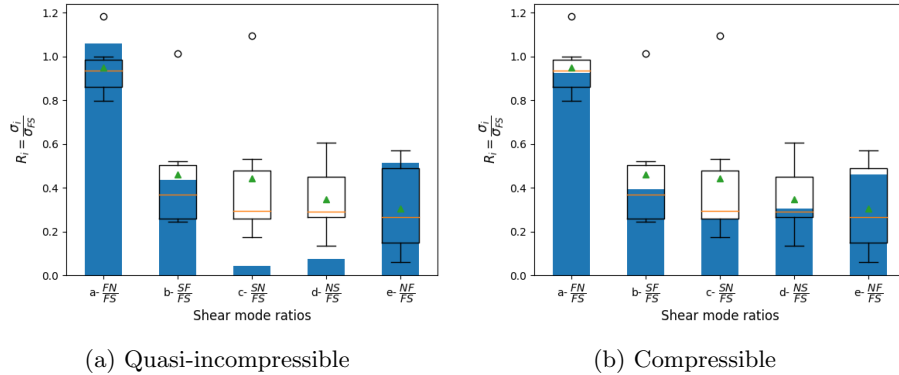 1.2
1.0
0.8
0.6
0.4
0.2
0.0
R_i = σ_i/σ_FS
a- FN/FS
b- SF/FS
c- SN/FS
d- NS/FS
e- NF/FS
Shear mode ratios
(a) Quasi-incompressible
1.2
1.0
0.8
0.6
0.4
0.2
0.0
R_i = σ_i/σ_FS
a- FN/FS
b- SF/FS
c- SN/FS
d- NS/FS
e- NF/FS
Shear mode ratios
(b) Compressible